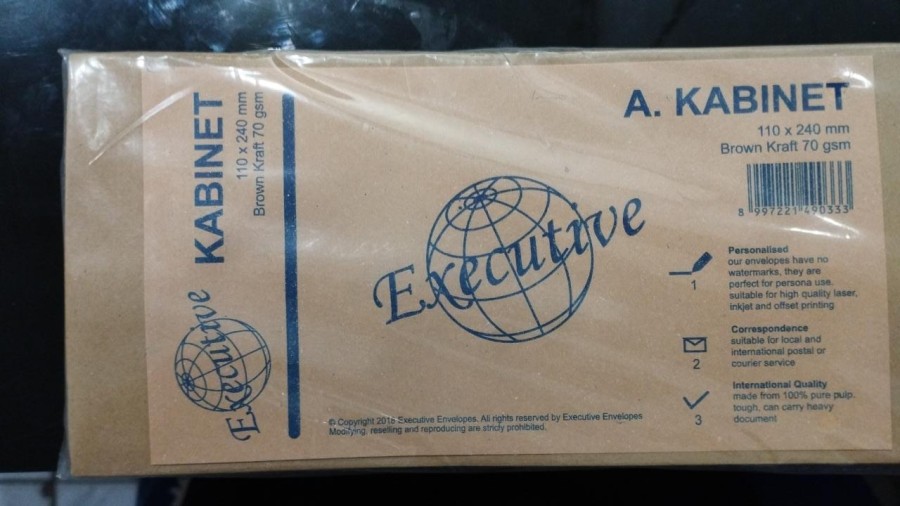 KABINET
110 x 240 mm
Brown Kraft 70 gsm
Executive
Executive
© Copyright 2018 Executive Envelopes. All rights reserved by Executive Envelopes
Modifying, reselling and reproducing are stricty prohibited.
A. KABINET
110 x 240 mm
Brown Kraft 70 gsm
8 997221 490333
1
Personalised
our envelopes have no
watermarks, they are
perfect for persona use.
suitable for high quality laser,
inkjet and offset printing
2
Correspondence
suitable for local and
international postal or
courier service
3
International Quality
made from 100% pure pulp.
tough, can carry heavy
document